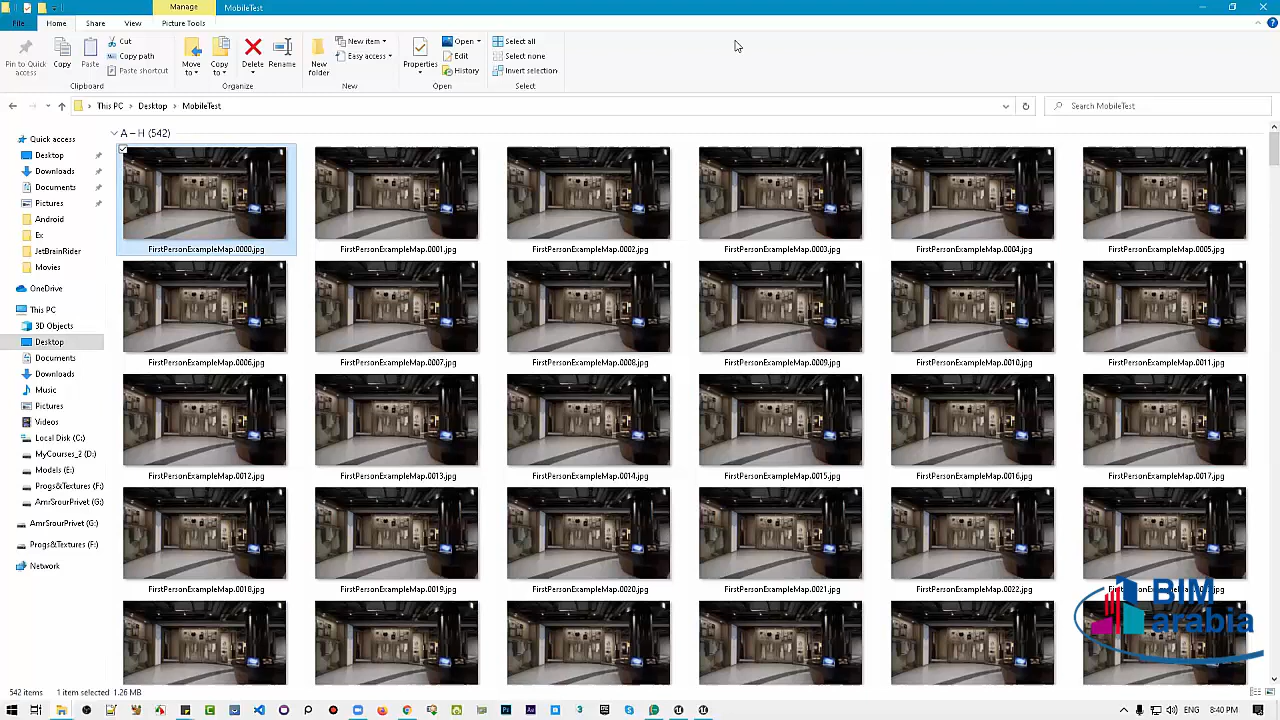 Manage
MobileTest
File
Home
Share
View
Picture Tools
Pin to Quick access
Copy
Paste
Cut
Copy path
Paste shortcut
Clipboard
Move to
Copy to
Delete
Rename
Organize
New folder
New item
Easy access
New
Properties
Open
Edit
History
Open
Select all
Select none
Invert selection
Select
This PC
Desktop
MobileTest
Search MobileTest
A – H (542)
Quick access
Desktop
Downloads
Documents
Pictures
Android
Ex
JetBrainRider
Movies
OneDrive
This PC
3D Objects
Desktop
Documents
Downloads
Music
Pictures
Videos
Local Disk (C:)
MyCourses_2 (D:)
Models (E:)
Progs&Textures (F:)
AmrSrourPrivet (G:)
AmrSrourPrivet (G:)
Progs&Textures (F:)
Network
FirstPersonExampleMap.0000.jpg
FirstPersonExampleMap.0001.jpg
FirstPersonExampleMap.0002.jpg
FirstPersonExampleMap.0003.jpg
FirstPersonExampleMap.0004.jpg
FirstPersonExampleMap.0005.jpg
FirstPersonExampleMap.0006.jpg
FirstPersonExampleMap.0007.jpg
FirstPersonExampleMap.0008.jpg
FirstPersonExampleMap.0009.jpg
FirstPersonExampleMap.0010.jpg
FirstPersonExampleMap.0011.jpg
FirstPersonExampleMap.0012.jpg
FirstPersonExampleMap.0013.jpg
FirstPersonExampleMap.0014.jpg
FirstPersonExampleMap.0015.jpg
FirstPersonExampleMap.0016.jpg
FirstPersonExampleMap.0017.jpg
FirstPersonExampleMap.0018.jpg
FirstPersonExampleMap.0019.jpg
FirstPersonExampleMap.0020.jpg
FirstPersonExampleMap.0021.jpg
FirstPersonExampleMap.0022.jpg
BIM
arabia
542 items
1 item selected 1.26 MB
8:40 PM